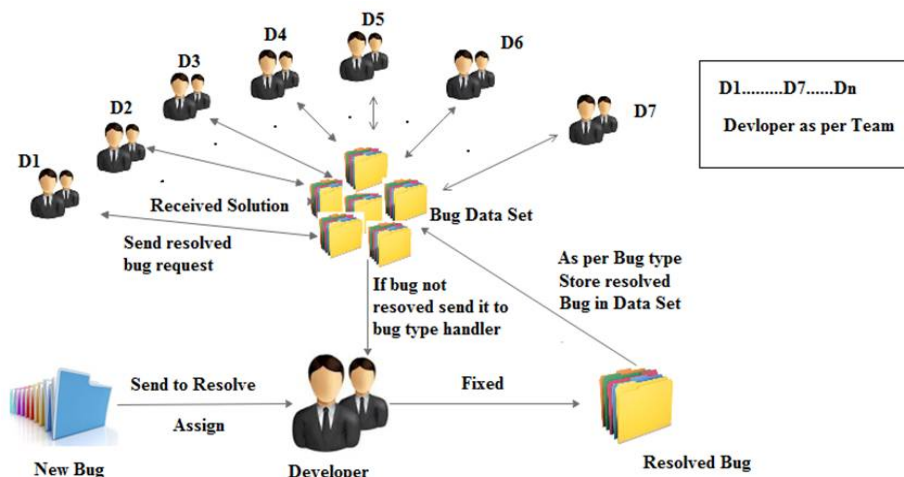 D5
D4
D6
D3
D2
D7
D1
D1.........D7......Dn
Devloper as per Team
Received Solution
Bug Data Set
Send resolved
bug request
As per Bug type
Store resolved
Bug in Data Set
If bug not
resoved send it to
bug type handler
Send to Resolve
Assign
Fixed
New Bug
Developer
Resolved Bug